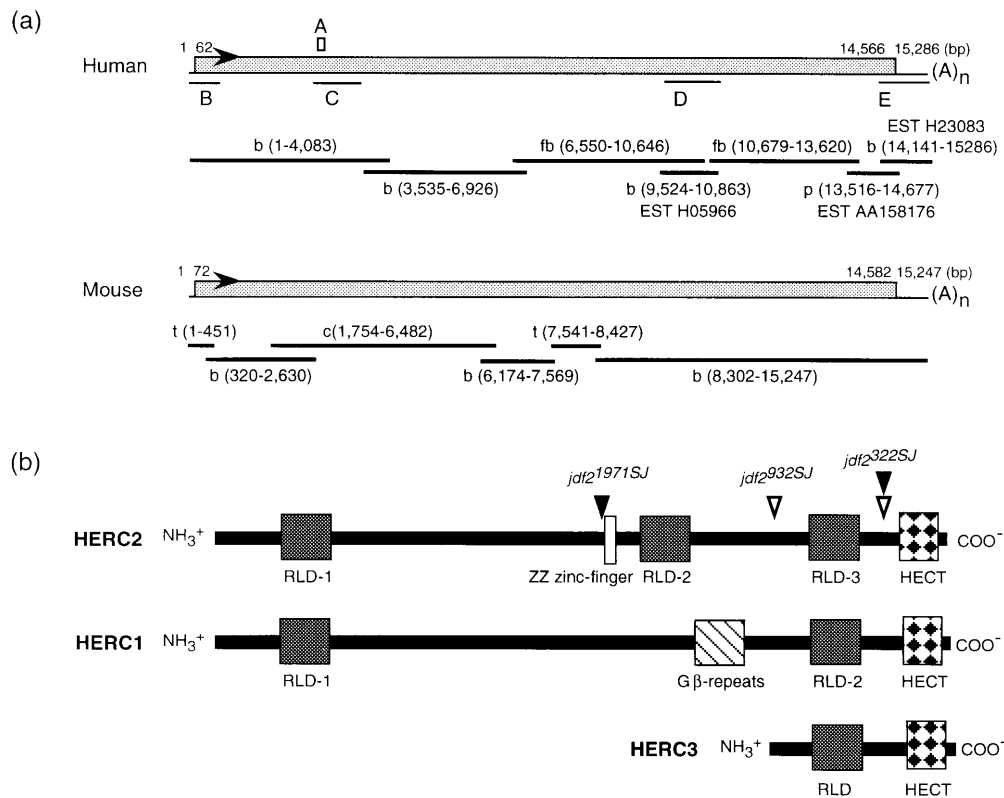 (a)
A
1 62
14,566 15,286 (bp)
Human
(A)n
B
C
D
E
EST H23083
b (1-4,083)
fb (6,550-10,646)
fb (10,679-13,620)
b (14,141-15286)
b (3,535-6,926)
b (9,524-10,863)
p (13,516-14,677)
EST H05966
EST AA158176
1 72
14,582 15,247 (bp)
Mouse
(A)n
t (1-451)
c(1,754-6,482)
t (7,541-8,427)
b (320-2,630)
b (6,174-7,569)
b (8,302-15,247)
(b)
jdf2^1971SJ
jdf2^932SJ
jdf2^322SJ
HERC2
NH3+
COO-
RLD-1
ZZ zinc-finger
RLD-2
RLD-3
HECT
HERC1
NH3+
COO-
RLD-1
Gβ-repeats
RLD-2
HECT
HERC3
NH3+
COO-
RLD
HECT